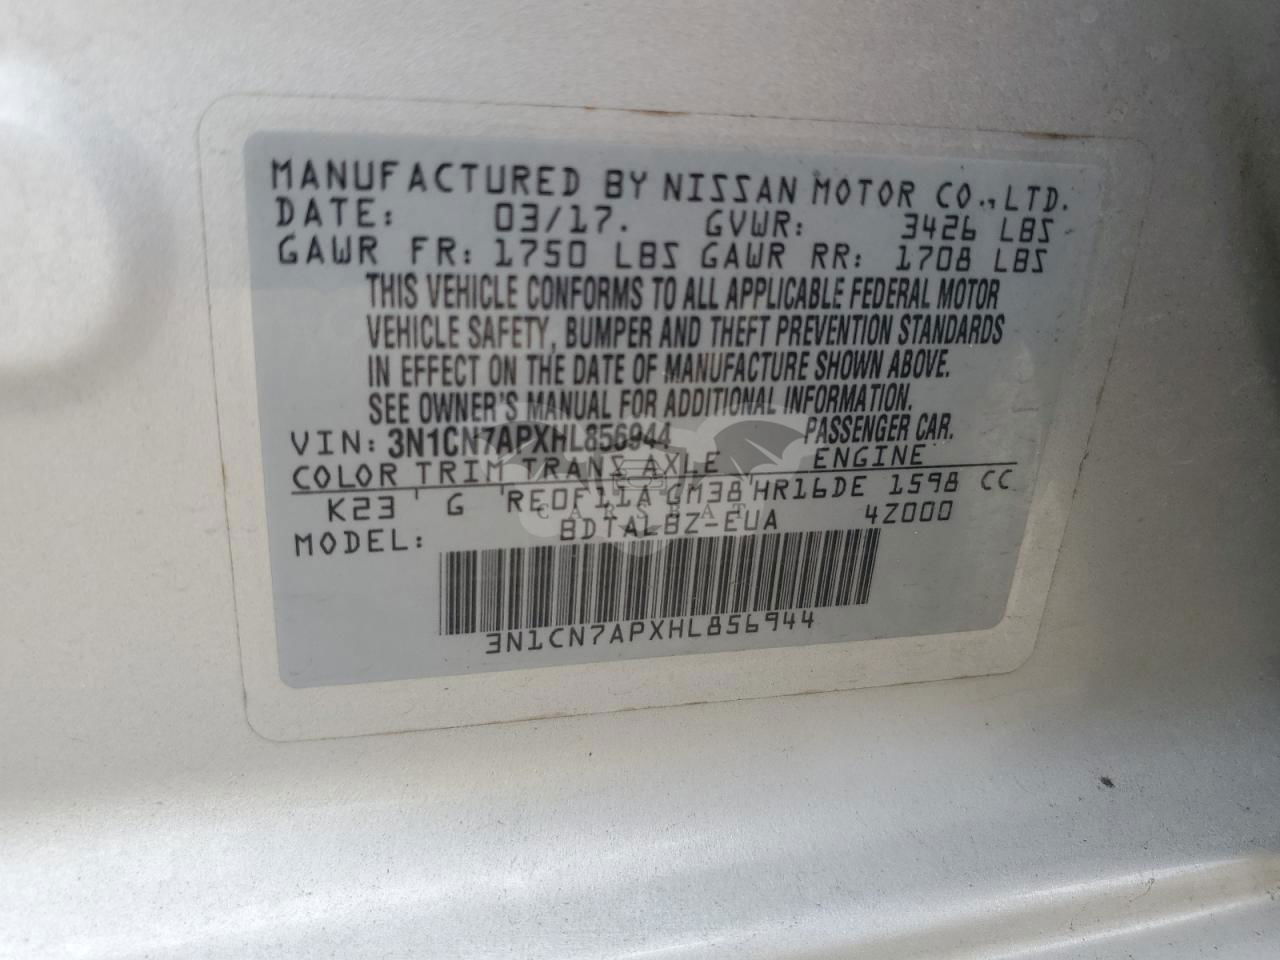 MANUFACTURED BY NISSAN MOTOR CO., LTD.
DATE: 03/17. GVWR: 3426 LBS
GAWR FR: 1750 LBS GAWR RR: 1708 LBS
THIS VEHICLE CONFORMS TO ALL APPLICABLE FEDERAL MOTOR
VEHICLE SAFETY, BUMPER AND THEFT PREVENTION STANDARDS
IN EFFECT ON THE DATE OF MANUFACTURE SHOWN ABOVE.
SEE OWNER'S MANUAL FOR ADDITIONAL INFORMATION.
VIN: 3N1CN7APXHL856944 PASSENGER CAR.
COLOR TRIM TRANS AXLE ENGINE
K23 G RE0F11A GM38 HR16DE 1598 CC
CARSBAT
MODEL: BDTALBZ-EUA 4Z000
3N1CN7APXHL856944